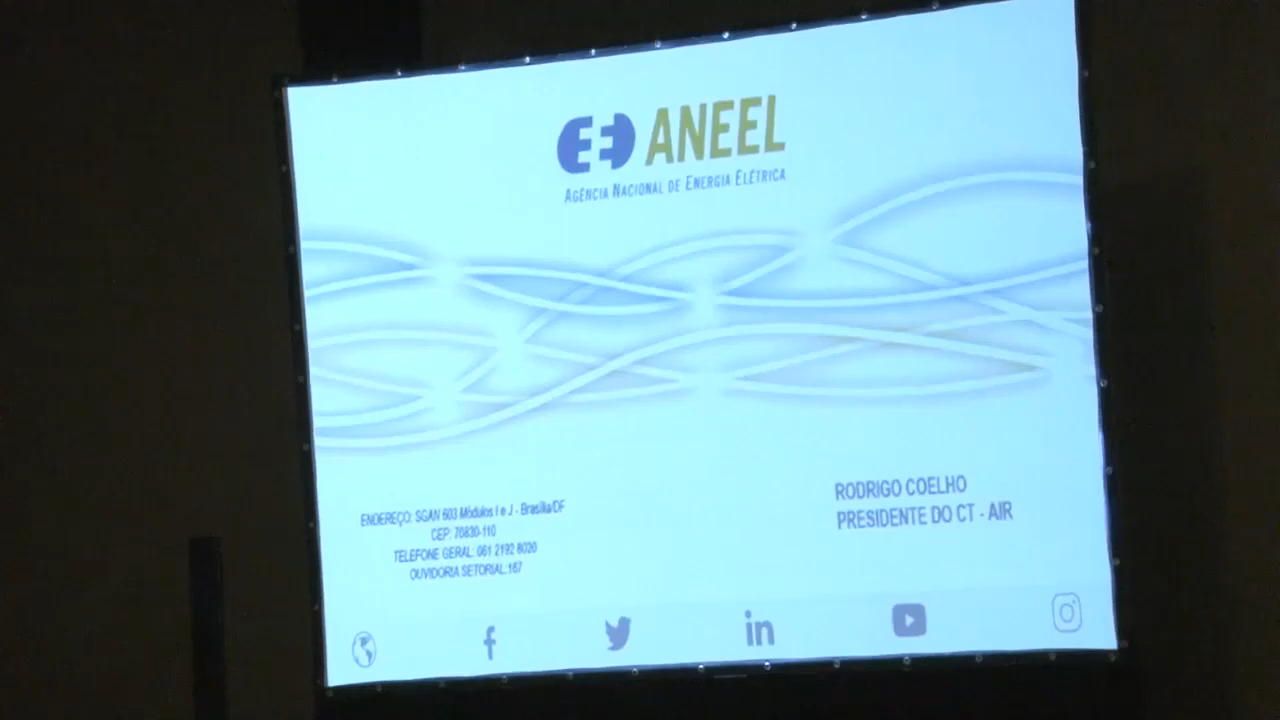 ANEEL
AGÊNCIA NACIONAL DE ENERGIA ELÉTRICA
ENDEREÇO: SGAN 603 Módulos I e J - Brasília/DF
CEP: 70830-110
TELEFONE GERAL: 061 2192 8020
OUVIDORIA SETORIAL:167
RODRIGO COELHO
PRESIDENTE DO CT - AIR